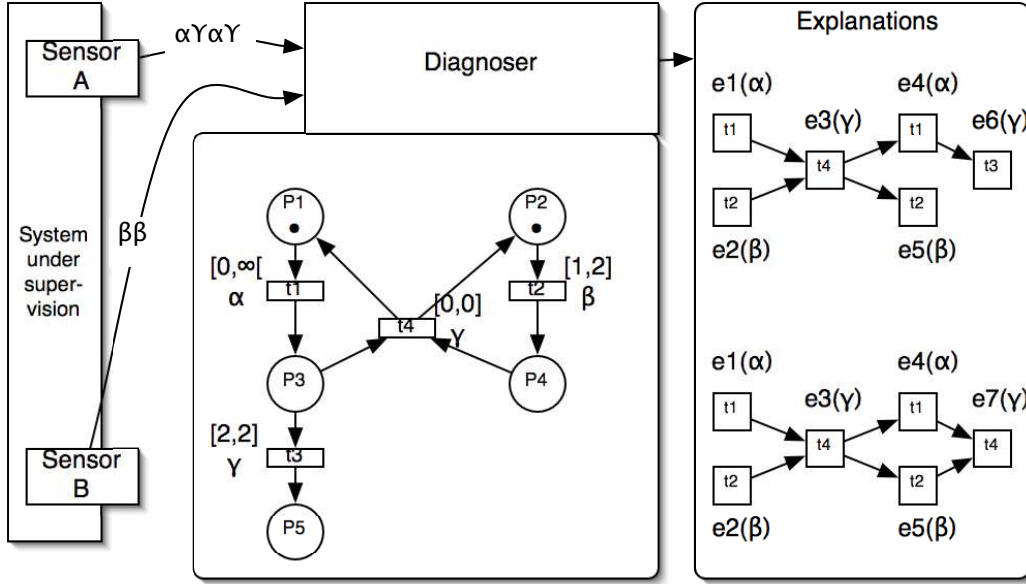 Sensor
A
αγαγ
Diagnoser
Explanations
System
under
super-
vision
ββ
Sensor
B
P1
P2
[0,∞[
α
t1
[1,2]
β
t2
[0,0]
γ
t4
P3
P4
[2,2]
γ
t3
P5
e1(α)
e4(α)
t1
e3(γ)
t1
e6(γ)
t4
t3
t2
t2
e2(β)
e5(β)
e1(α)
e4(α)
t1
e3(γ)
t1
e7(γ)
t4
t4
t2
t2
e2(β)
e5(β)